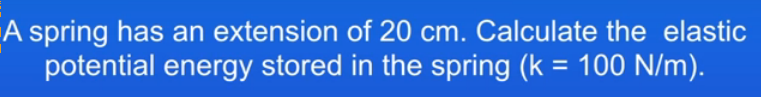 A spring has an extension of 20 cm. Calculate the elastic
potential energy stored in the spring (k = 100 N/m).